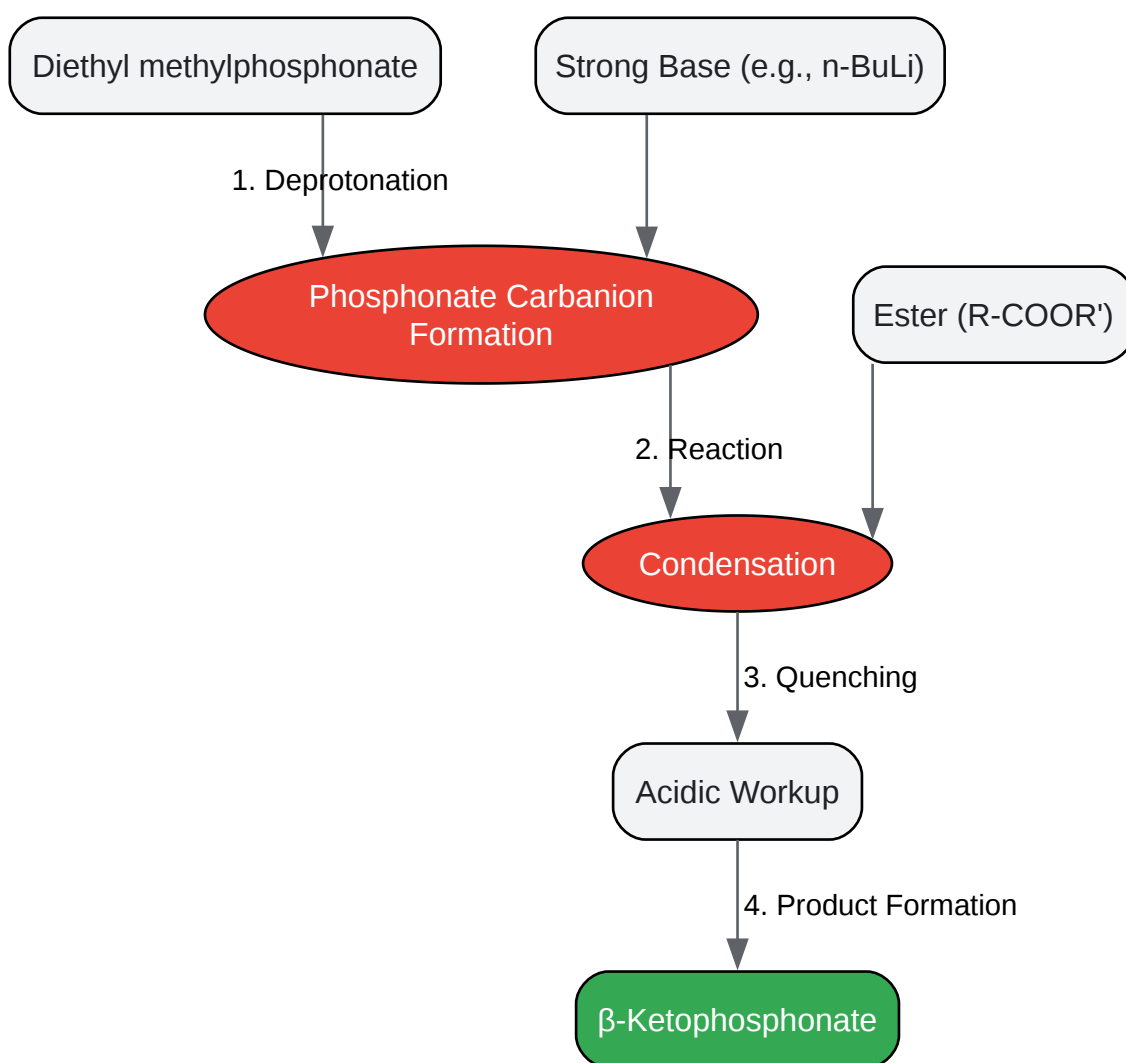 Diethyl methylphosphonate
Strong Base (e.g., n-BuLi)
1. Deprotonation
Phosphonate Carbanion
Formation
Ester (R-COOR')
2. Reaction
Condensation
3. Quenching
Acidic Workup
4. Product Formation
β-Ketophosphonate